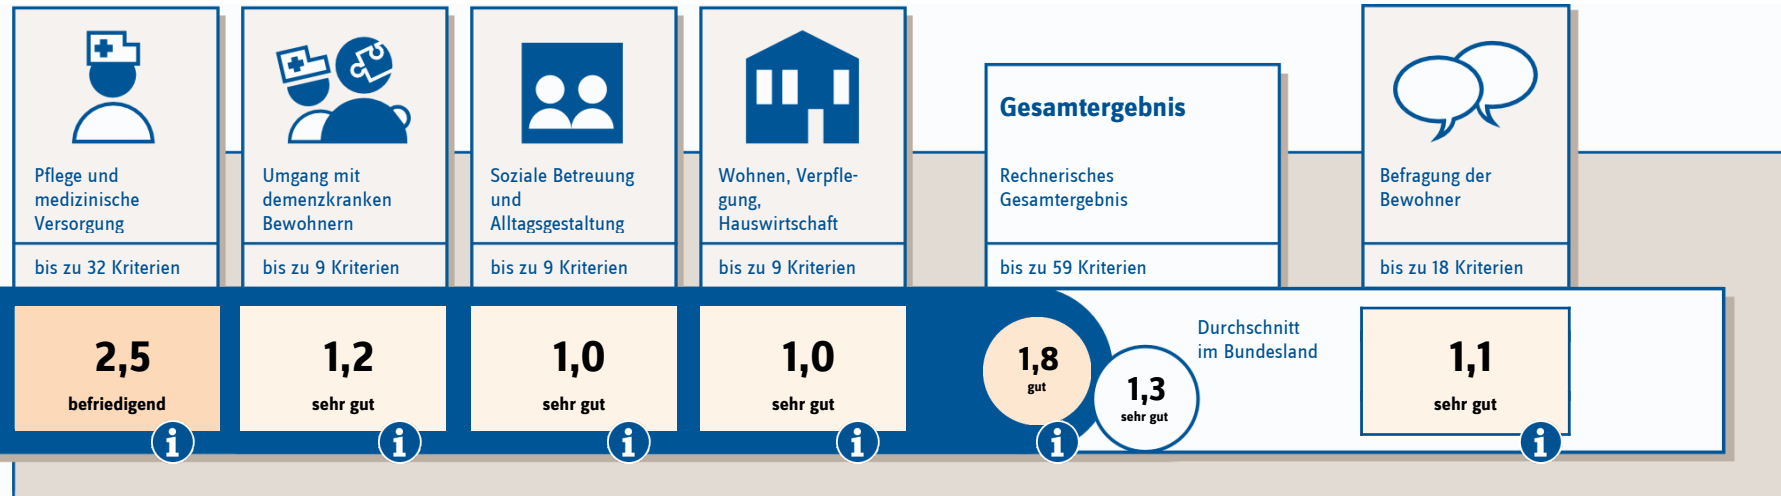 Pflege und
medizinische
Versorgung
bis zu 32 Kriterien
2,5
befriedigend
i
Umgang mit
demenzkranken
Bewohnern
bis zu 9 Kriterien
1,2
sehr gut
i
Soziale Betreuung
und
Alltagsgestaltung
bis zu 9 Kriterien
1,0
sehr gut
i
Wohnen, Verpfle-
gung,
Hauswirtschaft
bis zu 9 Kriterien
1,0
sehr gut
i
Gesamtergebnis
Rechnerisches
Gesamtergebnis
bis zu 59 Kriterien
1,8
gut
i
1,3
sehr gut
Durchschnitt
im Bundesland
Befragung der
Bewohner
bis zu 18 Kriterien
1,1
sehr gut
i